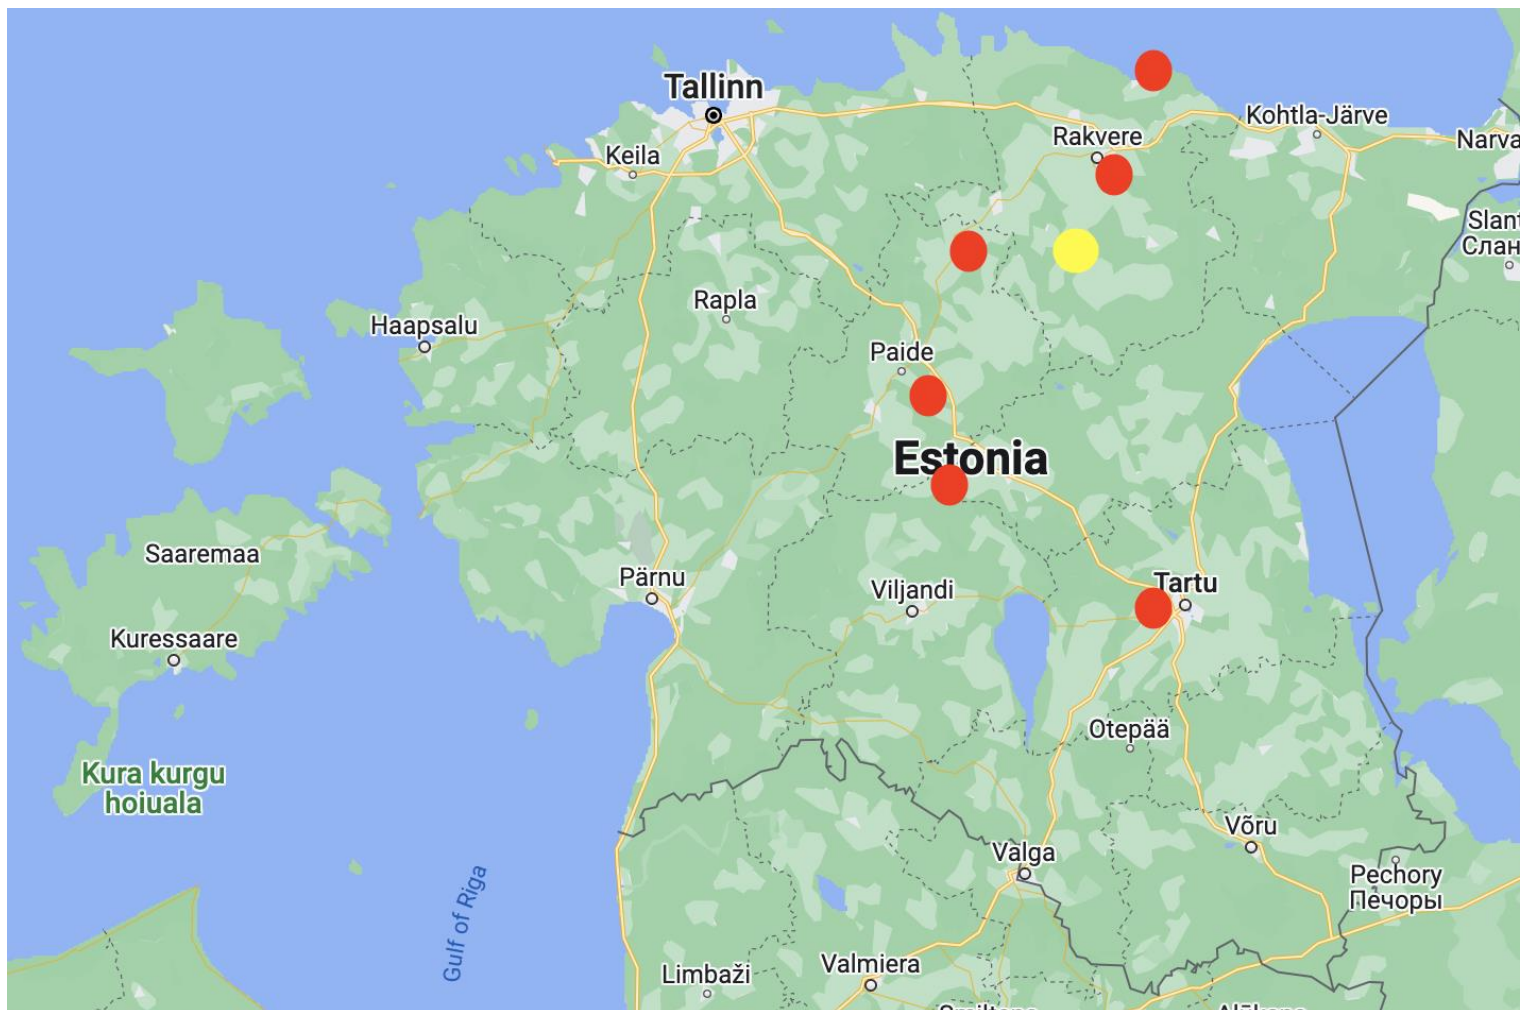 Tallinn
Kohtla-Järve
Rakvere
Narva
Keila
Slant
Слан
Rapla
Haapsalu
Paide
Estonia
Saaremaa
Pärnu
Viljandi
Tartu
Kuressaare
Otepää
Kura kurgu
hoiuala
Võru
Valga
Pechory
Печоры
Gulf of Riga
Valmiera
Limbaži